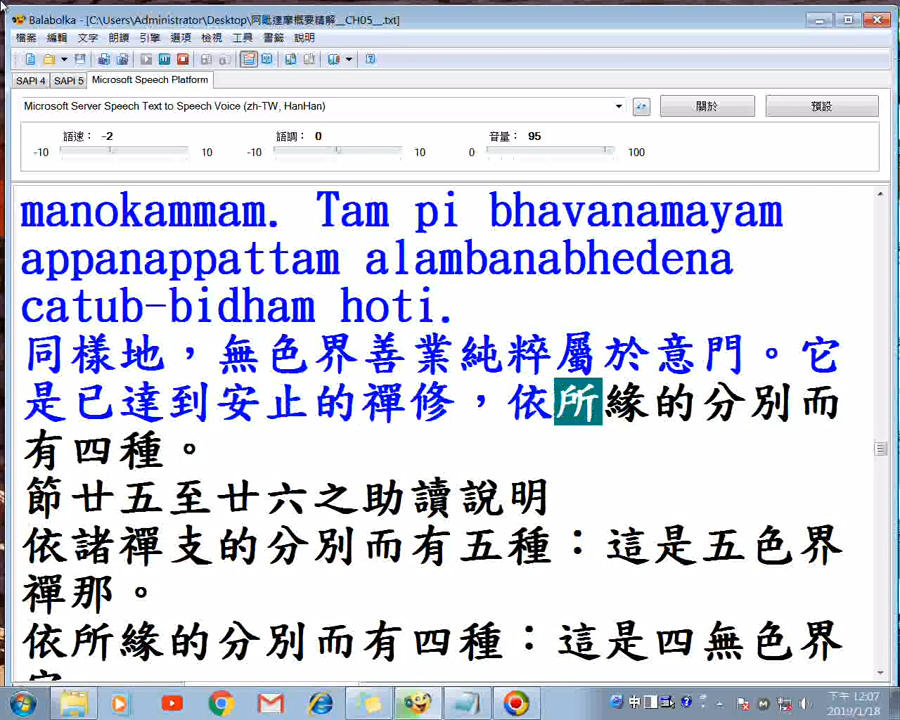 Balabolka - [C:\Users\Administrator\Desktop\阿毗達摩概要精解__CH05__.txt]
檔案 編輯 文字 朗讀 引擎 選項 檢視 工具 書籤 說明
SAPI 4 SAPI 5 Microsoft Speech Platform
Microsoft Server Speech Text to Speech Voice (zh-TW, HanHan) 關於 預設
語速： -2 語調： 0 音量： 95
-10 10 -10 10 0 100
manokammam. Tam pi bhavanamayam
appanappattam alambanabhedena
catub-bidham hoti.
同樣地，無色界善業純粹屬於意門。它
是已達到安止的禪修，依所緣的分別而
有四種。
節廿五至廿六之助讀說明
依諸禪支的分別而有五種：這是五色界
禪那。
依所緣的分別而有四種：這是四無色界
中
下午 12:07
2019/1/18